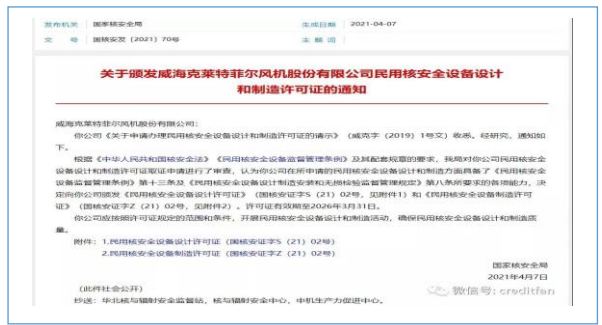 发布机关 国家核安全局 生成日期 2021-04-07
文 号 国核安发〔2021〕70号 主 题 词
关于颁发威海克莱特菲尔风机股份有限公司民用核安全设备设计
和制造许可证的通知
威海克莱特菲尔风机股份有限公司:
你公司《关于申请办理民用核安全设备设计和制造许可证的请示》(威克字〔2019〕1号文)收悉。经研究,通知如
下。
根据《中华人民共和国核安全法》《民用核安全设备监督管理条例》及其配套规章的要求,我局对你公司民用核安全
设备设计和制造许可证取证申请进行了审查,认为你公司在所申请的民用核安全设备设计和制造方面具备了《民用核安全
设备监督管理条例》第十三条及《民用核安全设备设计制造安装和无损检验监督管理规定》第八条所要求的各项能力,决
定向你公司颁发《民用核安全设备设计许可证》(国核安证字S(21)02号,见附件1)和《民用核安全设备制造许可
证》(国核安证字Z(21)02号,见附件2)。许可证有效期至2026年3月31日。
你公司应按照许可证规定的范围和条件,开展民用核安全设备设计和制造活动,确保民用核安全设备设计和制造质
量。
附件:1.民用核安全设备设计许可证(国核安证字S(21)02号)
2.民用核安全设备制造许可证(国核安证字Z(21)02号)
国家核安全局
2021年4月7日
(此件社会公开)
抄送:华北核与辐射安全监督站,核与辐射安全中心,中机生产力促进中心。
微信号: creditfan